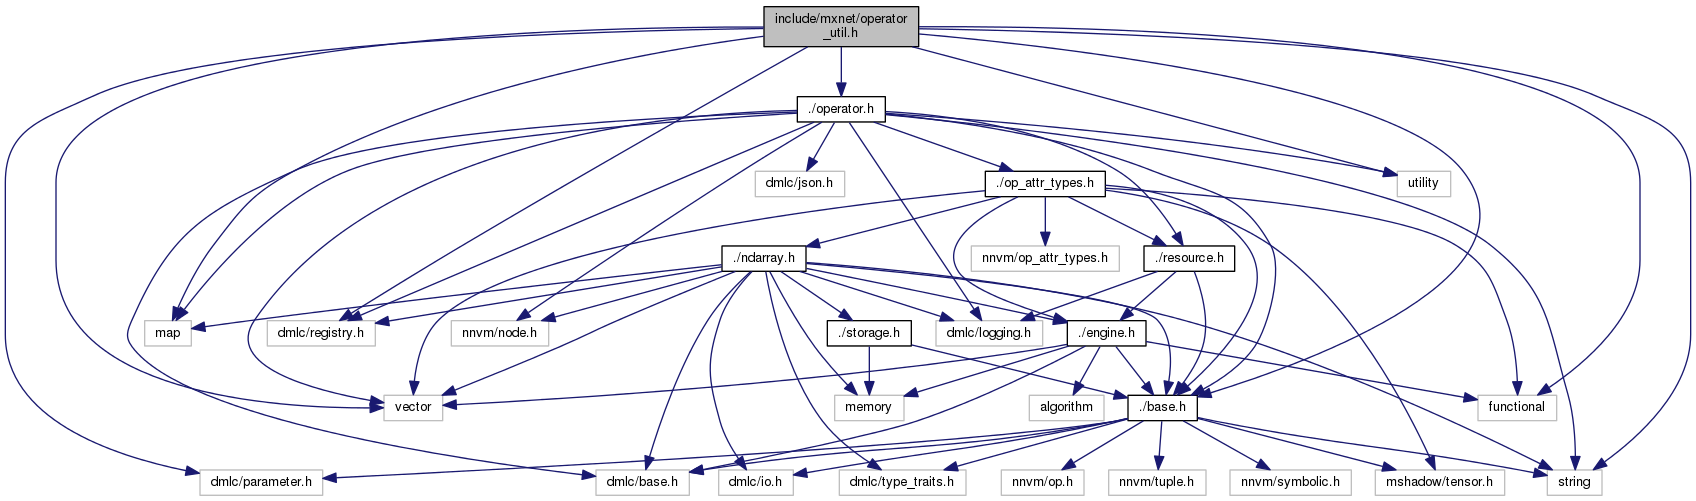 include/mxnet/operator
_util.h
./operator.h
dmlc/json.h
./op_attr_types.h
utility
./ndarray.h
nnvm/op_attr_types.h
./resource.h
map
dmlc/registry.h
nnvm/node.h
./storage.h
dmlc/logging.h
./engine.h
vector
memory
algorithm
./base.h
functional
dmlc/parameter.h
dmlc/base.h
dmlc/io.h
dmlc/type_traits.h
nnvm/op.h
nnvm/tuple.h
nnvm/symbolic.h
mshadow/tensor.h
string